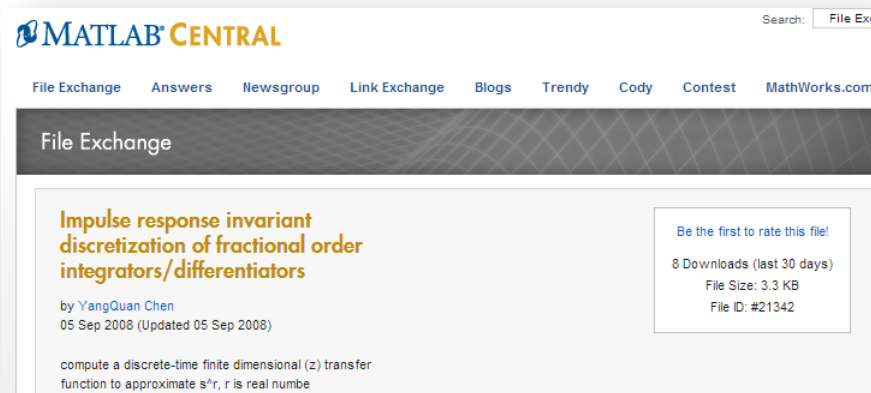 Search: File Exc
MATLAB® CENTRAL
File Exchange Answers Newsgroup Link Exchange Blogs Trendy Cody Contest MathWorks.com
File Exchange
Impulse response invariant
discretization of fractional order
integrators/differentiators
by YangQuan Chen
05 Sep 2008 (Updated 05 Sep 2008)
compute a discrete-time finite dimensional (z) transfer
function to approximate s^r, r is real numbe
Be the first to rate this file!
8 Downloads (last 30 days)
File Size: 3.3 KB
File ID: #21342